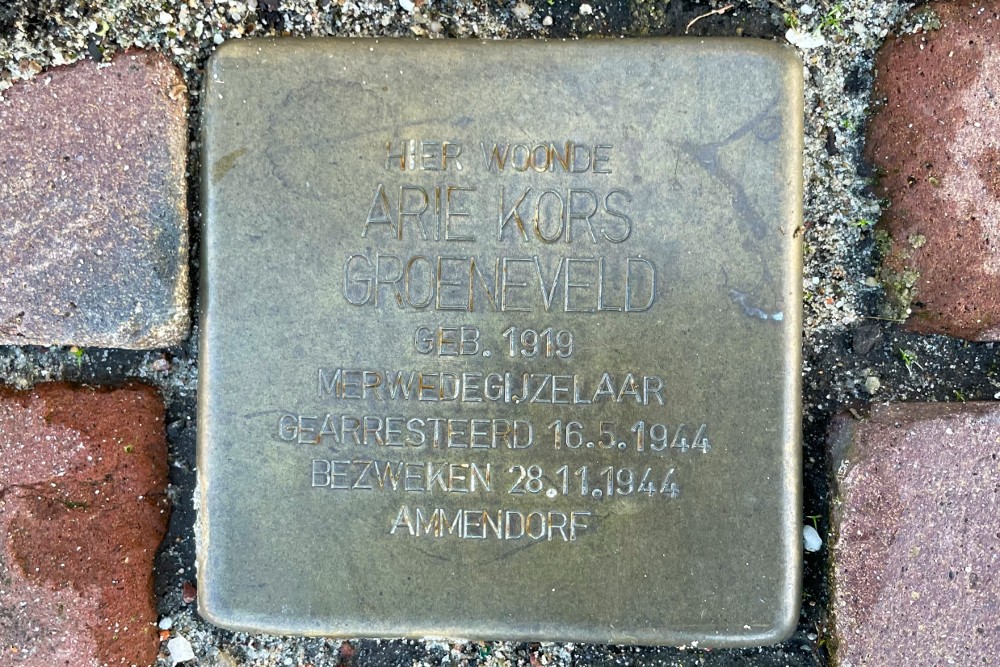 HIER WOONDE
ARIE KORS
GROENEVELD
GEB. 1919
MERWEDEGIJZELAAR
GEARRESTEERD 16.5.1944
BEZWEKEN 28.11.1944
AMMENDORF